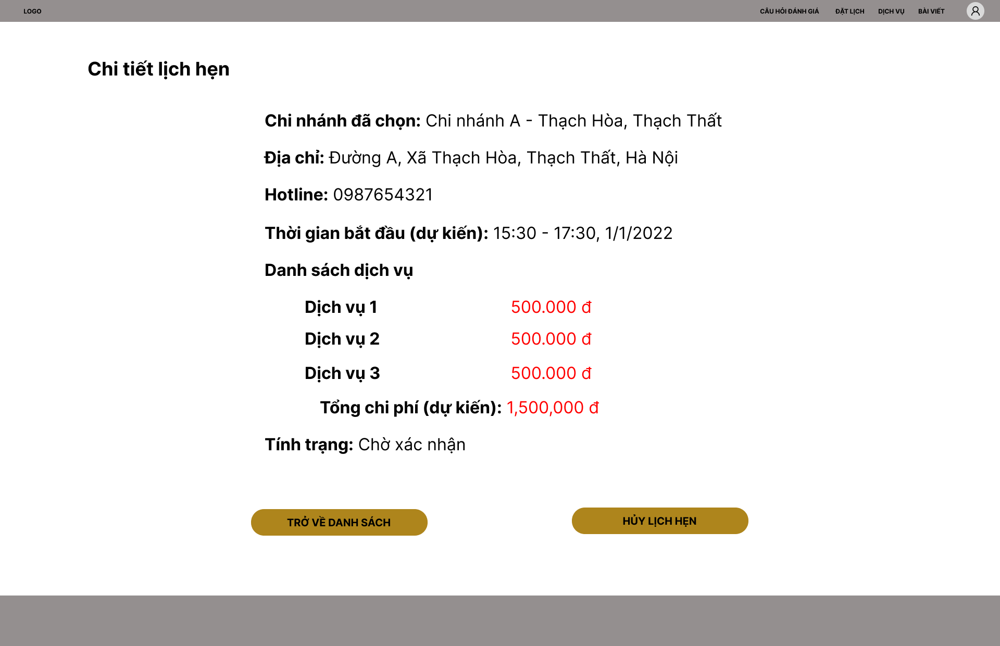 LOGO
CÂU HỎI ĐÁNH GIÁ ĐẶT LỊCH DỊCH VỤ BÀI VIẾT
Chi tiết lịch hẹn
Chi nhánh đã chọn: Chi nhánh A - Thạch Hòa, Thạch Thất
Địa chỉ: Đường A, Xã Thạch Hòa, Thạch Thất, Hà Nội
Hotline: 0987654321
Thời gian bắt đầu (dự kiến): 15:30 - 17:30, 1/1/2022
Danh sách dịch vụ
Dịch vụ 1 500.000 đ
Dịch vụ 2 500.000 đ
Dịch vụ 3 500.000 đ
Tổng chi phí (dự kiến): 1,500,000 đ
Tính trạng: Chờ xác nhận
TRỞ VỀ DANH SÁCH
HỦY LỊCH HẸN